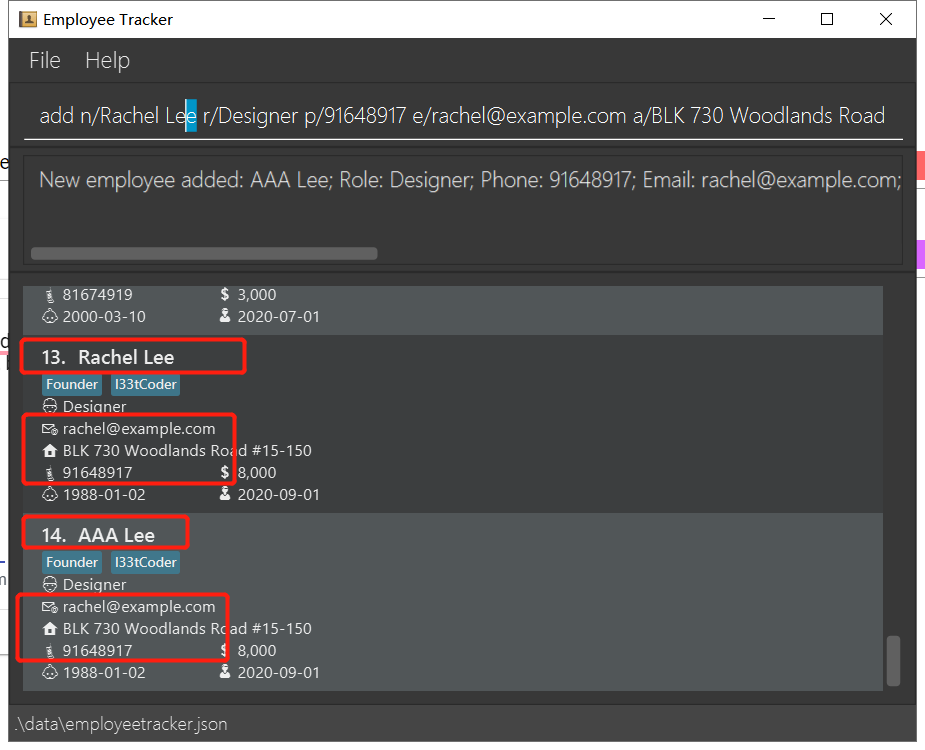 Employee Tracker
File Help
add n/Rachel Lee r/Designer p/91648917 e/rachel@example.com a/BLK 730 Woodlands Road
New employee added: AAA Lee; Role: Designer; Phone: 91648917; Email: rachel@example.com;
81674919 $ 3,000
2000-03-10 2020-07-01
13. Rachel Lee
Founder l33tCoder
Designer
rachel@example.com
BLK 730 Woodlands Road #15-150
91648917 $ 8,000
1988-01-02 2020-09-01
14. AAA Lee
Founder l33tCoder
Designer
rachel@example.com
BLK 730 Woodlands Road #15-150
91648917 $ 8,000
1988-01-02 2020-09-01
.\data\employeetracker.json